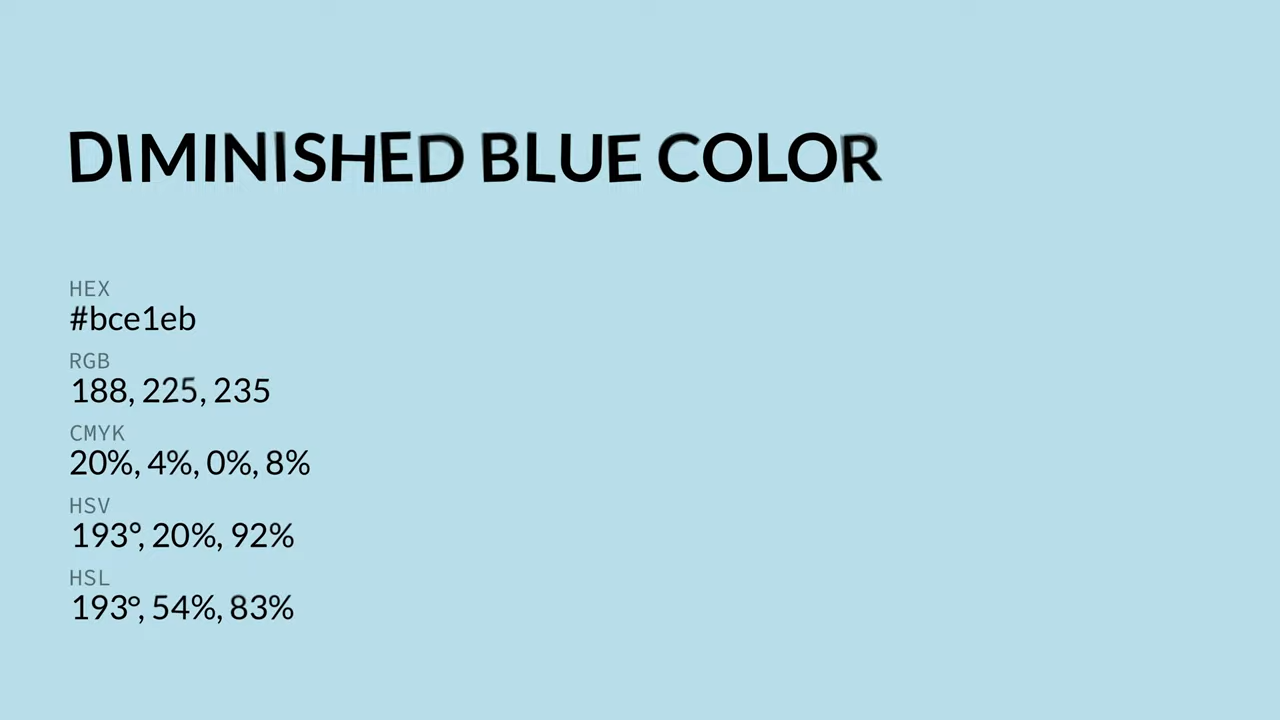 DIMINISHED BLUE COLOR
HEX
#bce1eb
RGB
188, 225, 235
CMYK
20%, 4%, 0%, 8%
HSV
193°, 20%, 92%
HSL
193°, 54%, 83%